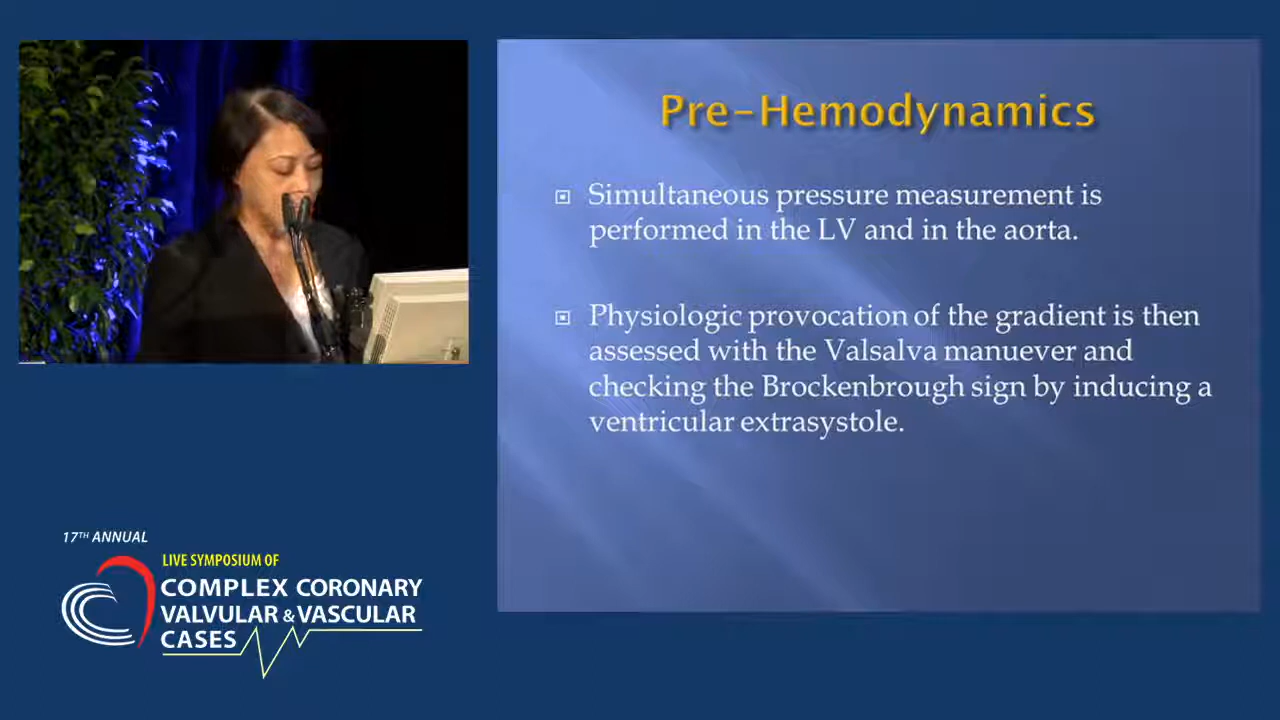 Pre-Hemodynamics
Simultaneous pressure measurement is
performed in the LV and in the aorta.
Physiologic provocation of the gradient is then
assessed with the Valsalva manuever and
checking the Brockenbrough sign by inducing a
ventricular extrasystole.
17TH ANNUAL
LIVE SYMPOSIUM OF
COMPLEX CORONARY
VALVULAR & VASCULAR
CASES